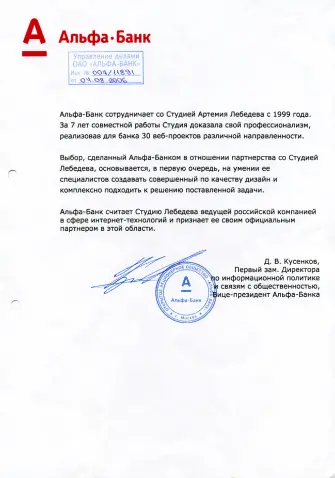 Альфа·Банк
Управление делами
ОАО «АЛЬФА-БАНК»
Исх. № 004/11891
от 04.08.2006
Альфа-Банк сотрудничает со Студией Артемия Лебедева с 1999 года.
За 7 лет совместной работы Студия доказала свой профессионализм,
реализовав для банка 30 веб-проектов различной направленности.
Выбор, сделанный Альфа-Банком в отношении партнерства со Студией
Лебедева, основывается, в первую очередь, на умении ее
специалистов создавать совершенный по качеству дизайн и
комплексно подходить к решению поставленной задачи.
Альфа-Банк считает Студию Лебедева ведущей российской компанией
в сфере интернет-технологий и признает ее своим официальным
партнером в этой области.
Д. В. Кусенков,
Первый зам. Директора
по информационной политике
и связям с общественностью,
Вице-президент Альфа-Банка
Альфа-Банк
г. Москва